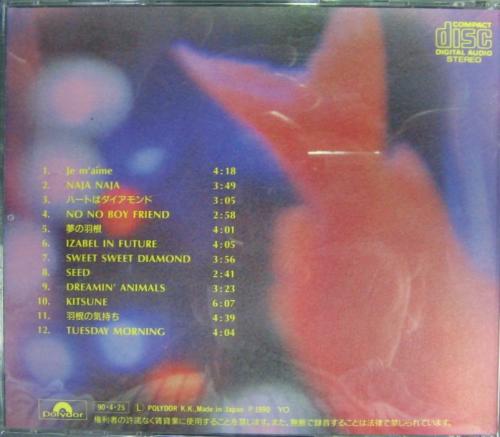 COMPACT
disc
DIGITAL AUDIO
STEREO
1. Je m'aime 4:18
2. NAJA NAJA 3:49
3. ハートはダイアモンド 3:05
4. NO NO BOY FRIEND 2:58
5. 夢の羽根 4:01
6. IZABEL IN FUTURE 4:05
7. SWEET SWEET DIAMOND 3:56
8. SEED 2:41
9. DREAMIN' ANIMALS 3:23
10. KITSUNE 6:07
11. 羽根の気持ち 4:39
12. TUESDAY MORNING 4:04
polydor 90・4・25 L POLYDOR K.K., Made in Japan P 1990 YO
権利者の許諾なく賃貸業に使用することを禁じます。また、無断で録音することは法律で禁じられています。